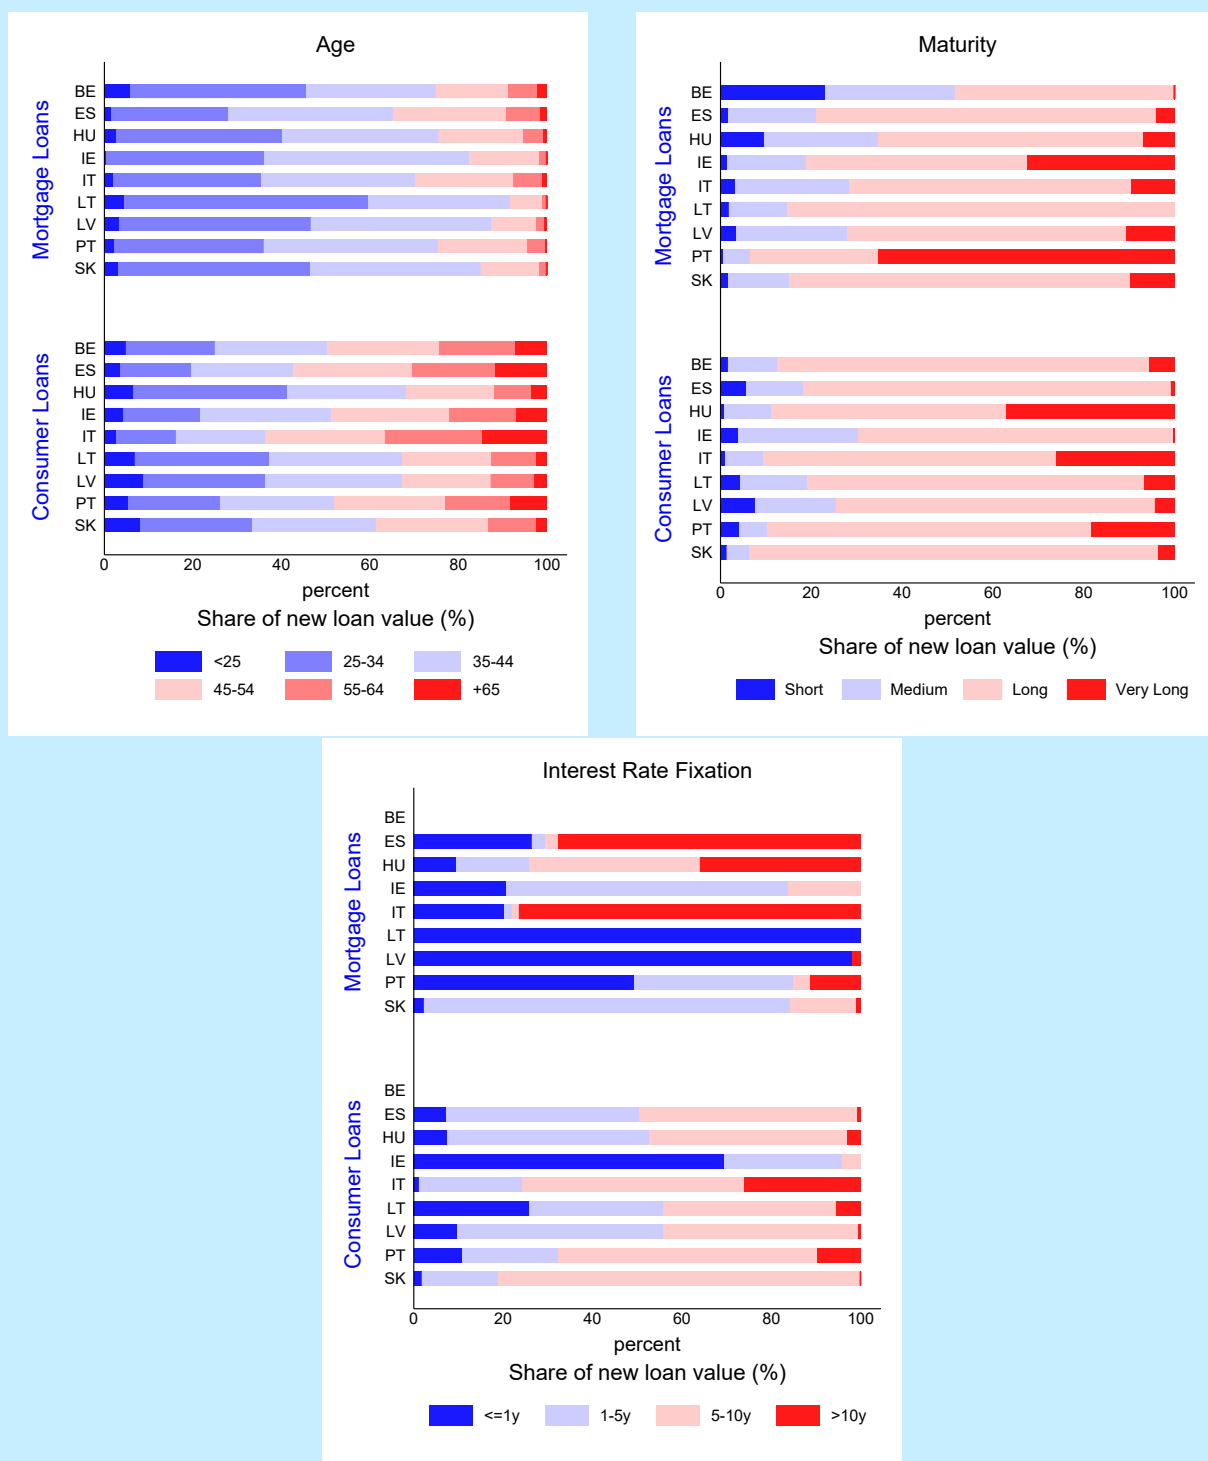 Age
Mortgage Loans
BE
ES
HU
IE
IT
LT
LV
PT
SK
Consumer Loans
BE
ES
HU
IE
IT
LT
LV
PT
SK
0 20 40 60 80 100
percent
Share of new loan value (%)
<25 25-34 35-44
45-54 55-64 +65
Maturity
Mortgage Loans
BE
ES
HU
IE
IT
LT
LV
PT
SK
Consumer Loans
BE
ES
HU
IE
IT
LT
LV
PT
SK
0 20 40 60 80 100
percent
Share of new loan value (%)
Short Medium Long Very Long
Interest Rate Fixation
Mortgage Loans
BE
ES
HU
IE
IT
LT
LV
PT
SK
Consumer Loans
BE
ES
HU
IE
IT
LT
LV
PT
SK
0 20 40 60 80 100
percent
Share of new loan value (%)
<=1y 1-5y 5-10y >10y